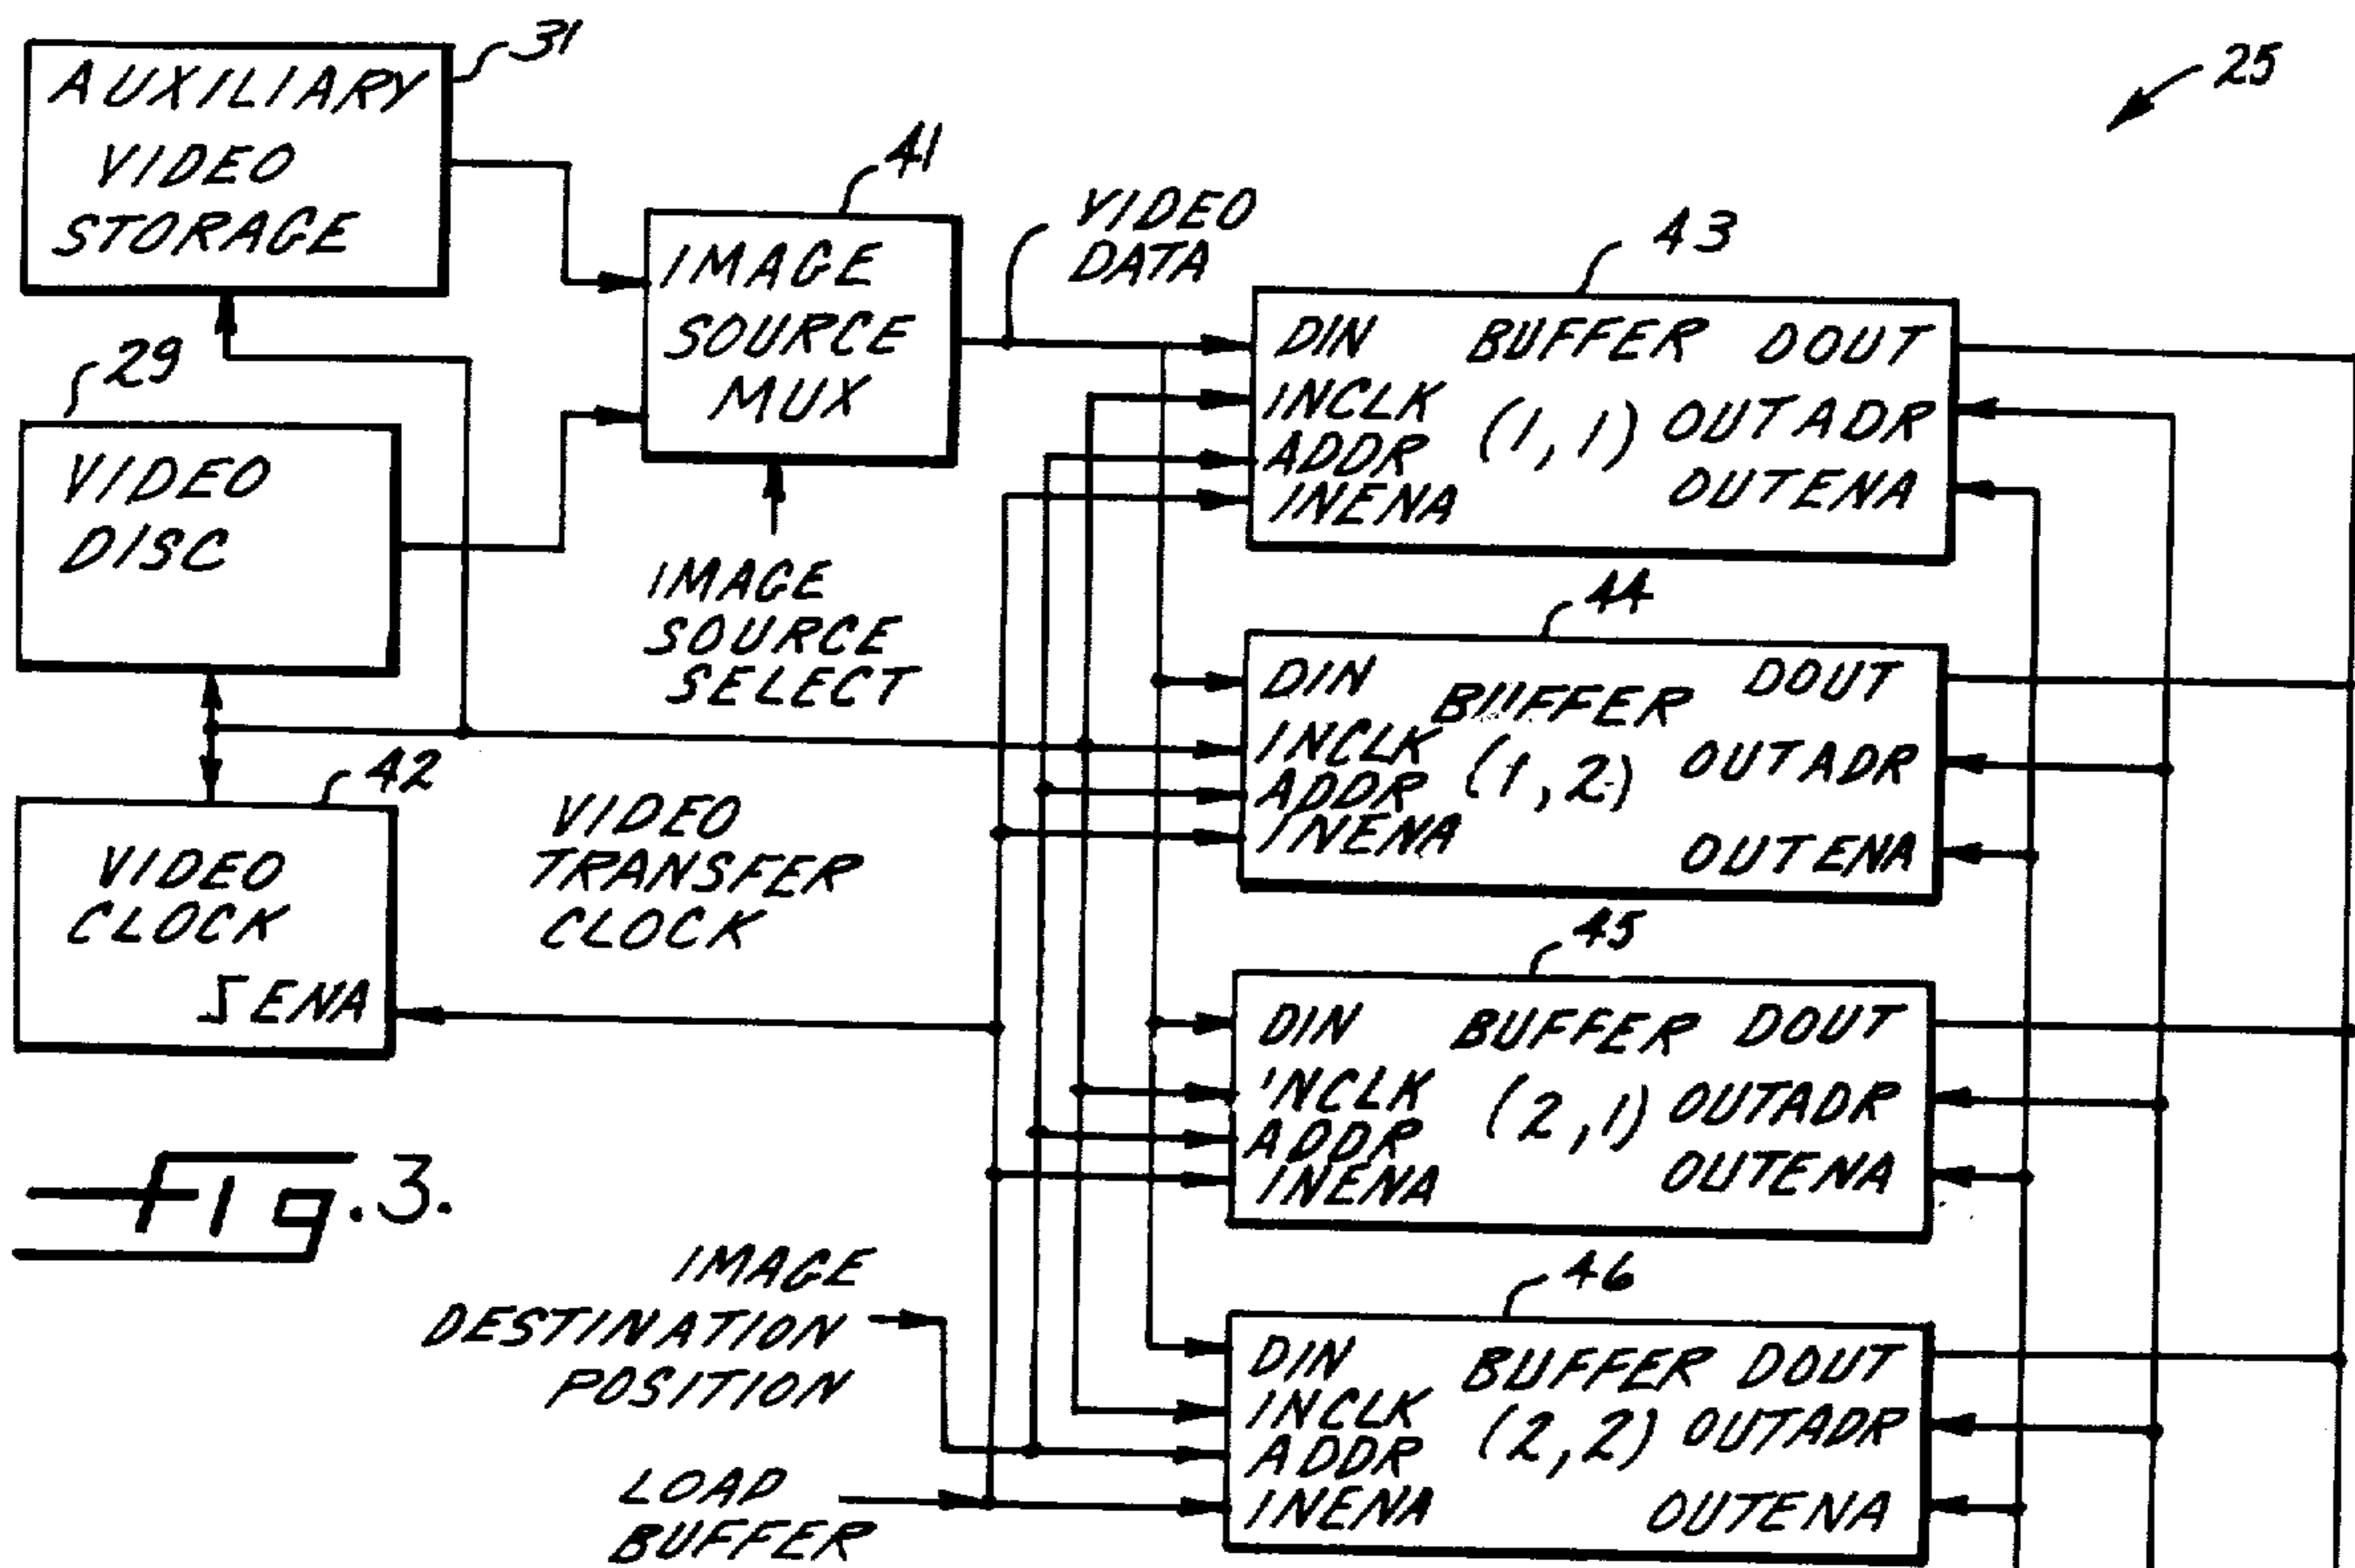 31
AUXILIARY
VIDEO
STORAGE
25
41
IMAGE
SOURCE
MUX
VIDEO
DATA
29
VIDEO
DISC
IMAGE
SOURCE
SELECT
43
DIN BUFFER DOUT
INCLK (1,1) OUTADR
ADDR
INENA OUTENA
44
DIN BUFFER DOUT
INCLK (1,2) OUTADR
ADDR
INENA OUTENA
42
VIDEO
CLOCK
ENA
VIDEO
TRANSFER
CLOCK
45
DIN BUFFER DOUT
INCLK (2,1) OUTADR
ADDR
INENA OUTENA
Fig. 3.
46
IMAGE
DESTINATION
POSITION
DIN BUFFER DOUT
INCLK (2,2) OUTADR
ADDR
INENA OUTENA
LOAD
BUFFER